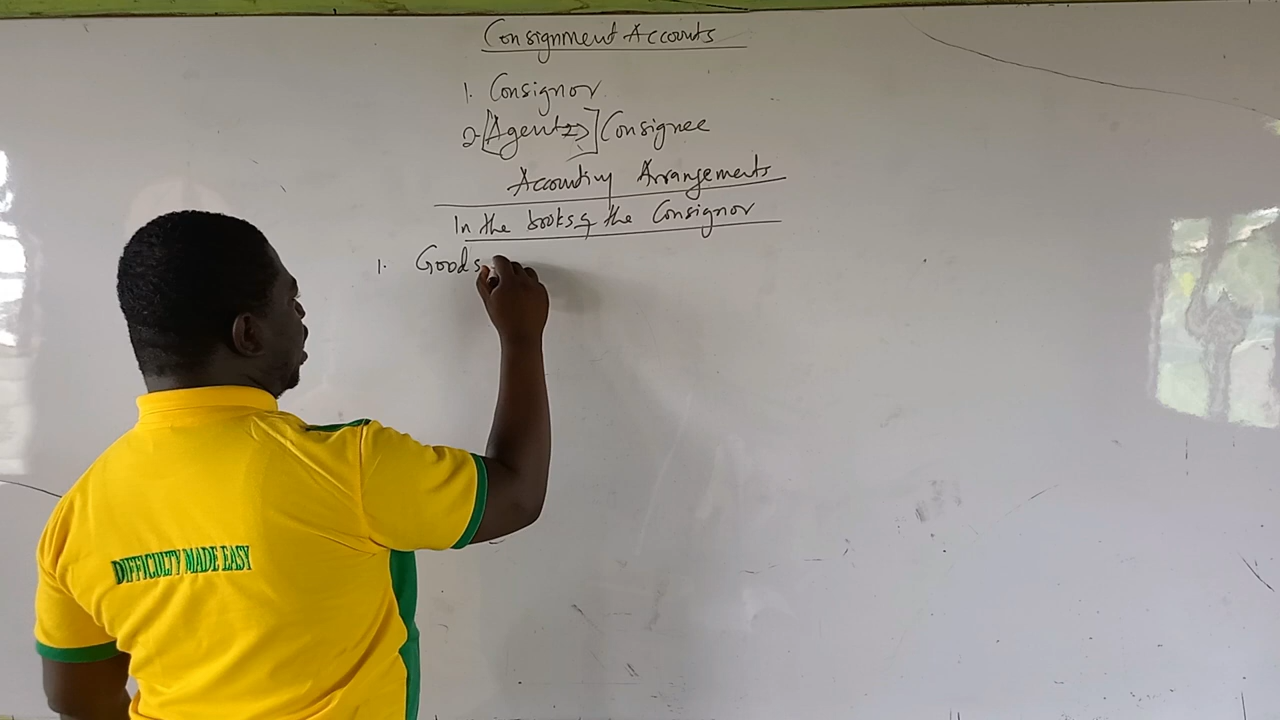 Consignment Accounts
1. Consignor
2. [Agents] Consignee
Accounting Arrangements
In the books of the Consignor
1. Goods
DIFFICULTY MADE EASY